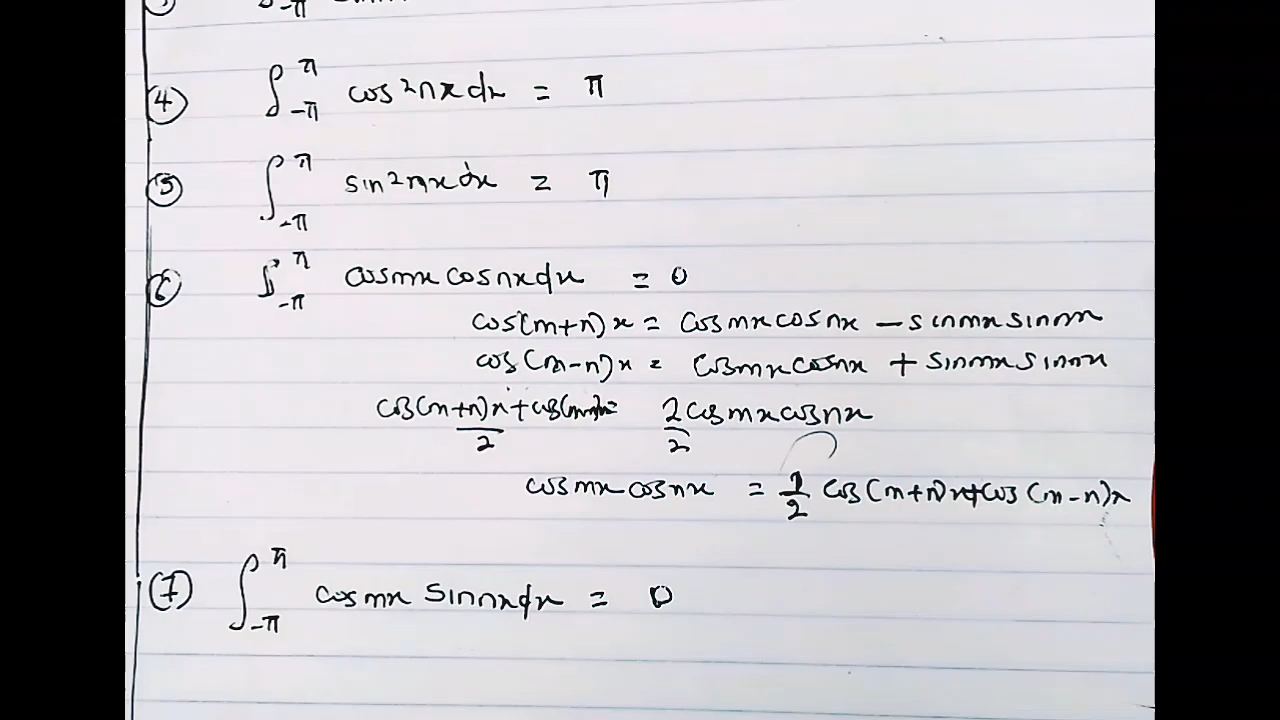 ∫_{-π}^{π}
④ ∫_{-π}^{π} cos²nx dx = π
⑤ ∫_{-π}^{π} sin²nx dx = π
⑥ ∫_{-π}^{π} cosmx cosnx dx = 0
cos(m+n)x = cosmx cosnx - sinmx sinnx
cos(m-n)x = cosmx cosnx + sinmx sinnx
cos(m+n)x + cos(m-n)x / 2 = 2cosmx cosnx / 2
cosmx cosnx = 1/2 cos(m+n)x + cos(m-n)x
⑦ ∫_{-π}^{π} cosmx sinnx dx = 0